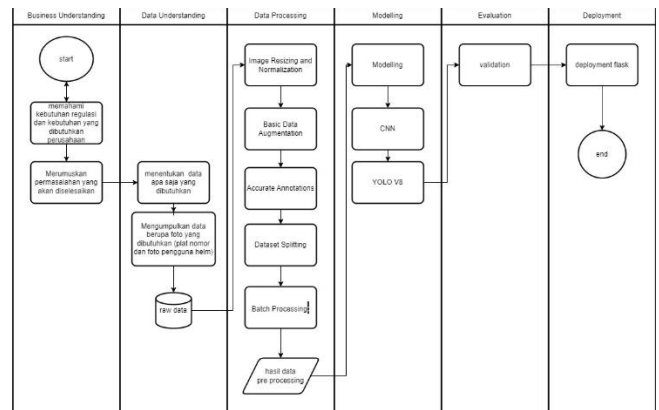 Business Understanding
Data Understanding
Data Processing
Modelling
Evaluation
Deployment
start
memahami
kebutuhan regulasi
dan kebutuhan yang
dibutuhkan
perusahaan
Merumuskan
permasalahan yang
akan diselesaikan
menentukan data
apa saja yang
dibutuhkan
Mengumpulkan data
berupa foto yang
dibutuhkan (plat nomor
dan foto pengguna helm)
raw data
Image Resizing and
Normalization
Basic Data
Augmentation
Accurate Annotations
Dataset Splitting
Batch Processing
hasil data
pre processing
Modelling
CNN
YOLO V8
validation
deployment flask
end